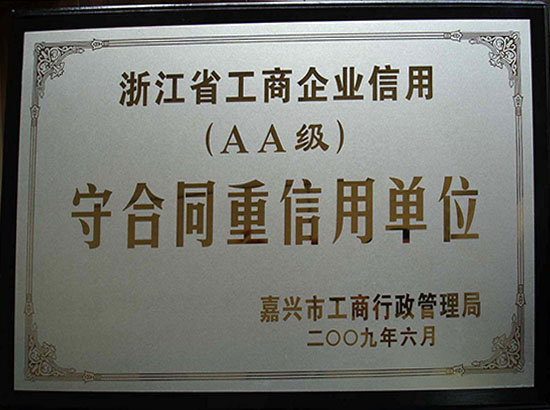 浙江省工商企业信用
(AA级)
守合同重信用单位
嘉兴市工商行政管理局
二〇〇九年六月